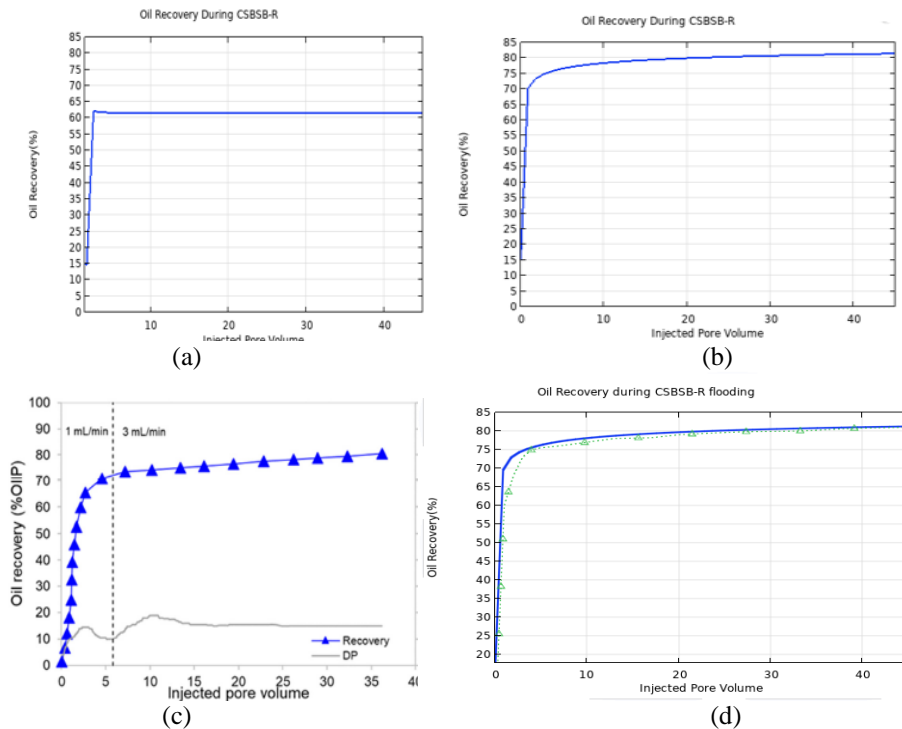 Oil Recovery During CSBSB-R
85
80
75
70
65
60
55
50
45
40
35
30
25
20
15
10
5
0
Oil Recovery(%)
10 20 30 40
Injected Pore Volume
(a)
Oil Recovery During CSBSB-R
85
80
75
70
65
60
55
50
45
40
35
30
25
20
15
10
5
0
Oil Recovery(%)
0 10 20 30 40
Injected Pore Volume
(b)
100
90
80
70
60
50
40
30
20
10
0
Oil recovery (%OIIP)
1 mL/min 3 mL/min
Recovery
DP
0 5 10 15 20 25 30 35 40
Injected pore volume
(c)
Oil Recovery during CSBSB-R flooding
85
80
75
70
65
60
55
50
45
40
35
30
25
20
Oil Recovery(%)
0 10 20 30 40
Injected Pore Volume
(d)